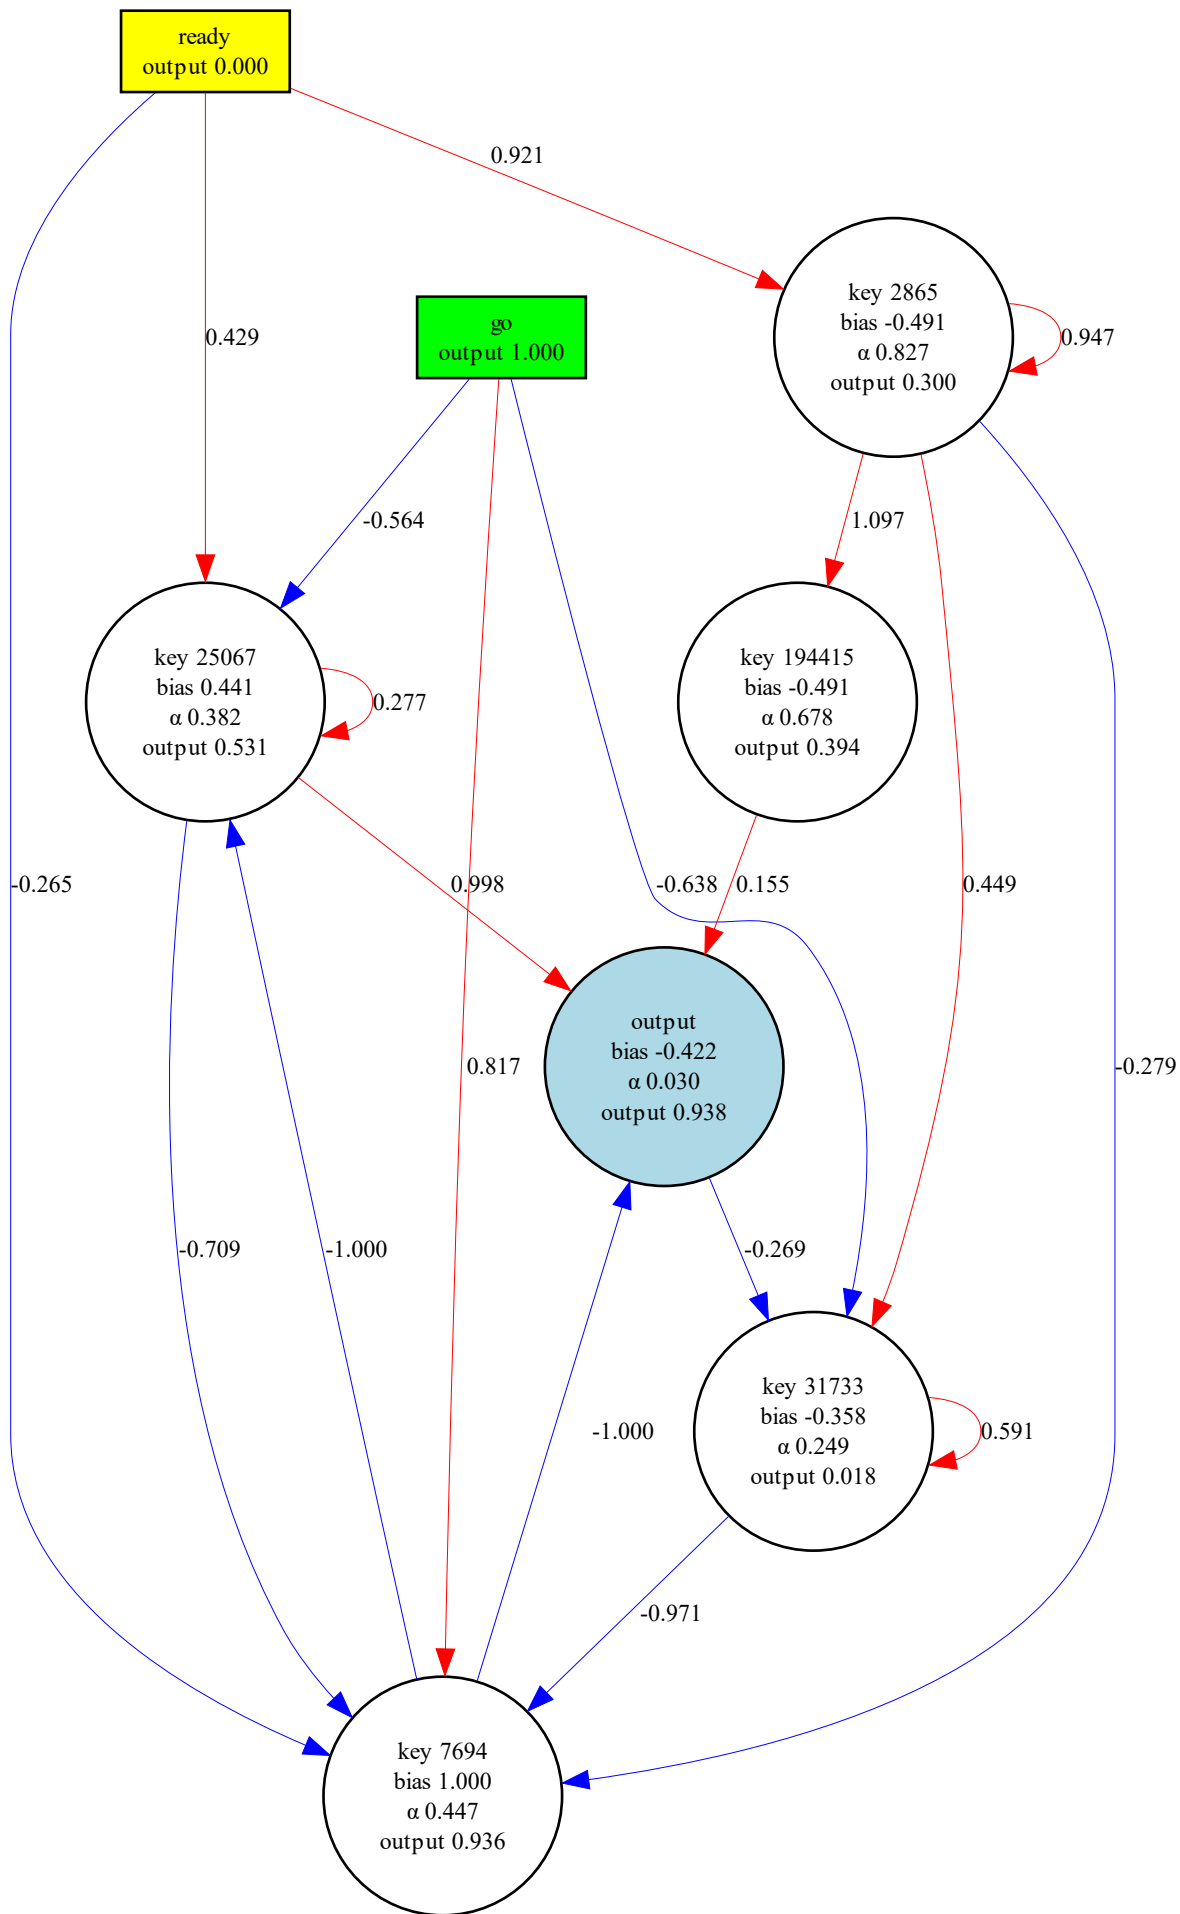 ready
output 0.000
0.921
key 2865
bias -0.491
α 0.827
output 0.300
0.947
go
output 1.000
0.429
-0.564
1.097
key 25067
bias 0.441
α 0.382
output 0.531
0.277
key 194415
bias -0.491
α 0.678
output 0.394
-0.265
0.998
-0.638
0.155
0.449
output
bias -0.422
α 0.030
output 0.938
0.817
-0.279
-0.709
-1.000
-0.269
key 31733
bias -0.358
α 0.249
output 0.018
-1.000
0.591
-0.971
key 7694
bias 1.000
α 0.447
output 0.936